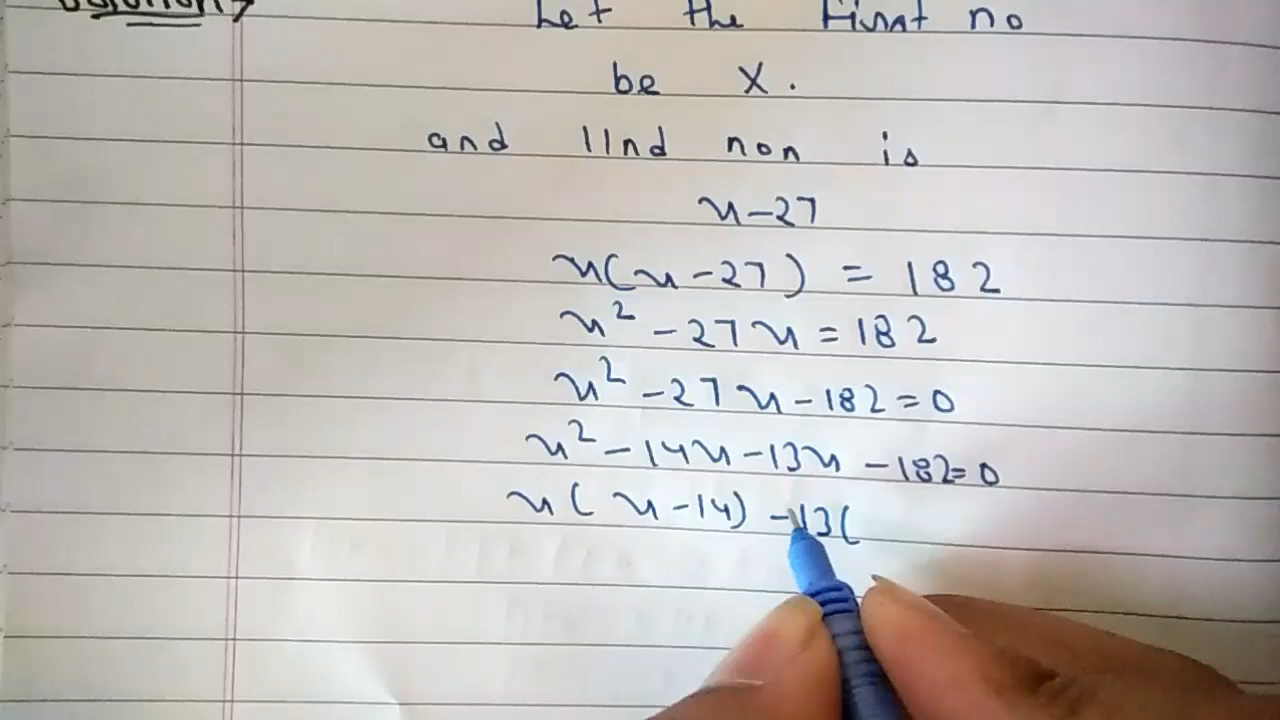 Solution
Let the First no
be X.
and IInd non is
x-27
x(x-27) = 182
x² - 27x = 182
x² - 27x - 182 = 0
x² - 14x - 13x - 182 = 0
x(x-14) - 13(